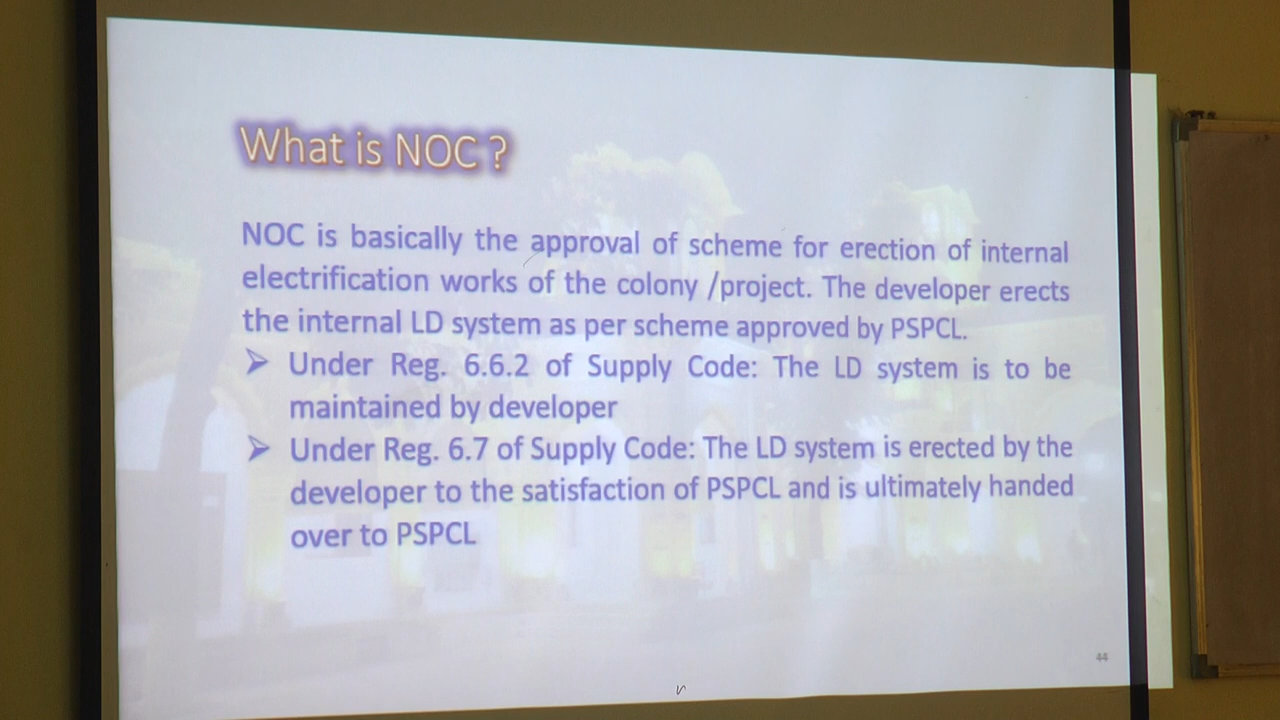 What is NOC ?
NOC is basically the approval of scheme for erection of internal
electrification works of the colony /project. The developer erects
the internal LD system as per scheme approved by PSPCL.
Under Reg. 6.6.2 of Supply Code: The LD system is to be
maintained by developer
Under Reg. 6.7 of Supply Code: The LD system is erected by the
developer to the satisfaction of PSPCL and is ultimately handed
over to PSPCL
44